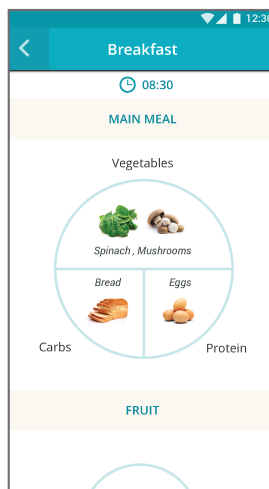 12:30
Breakfast
08:30
MAIN MEAL
Vegetables
Spinach , Mushrooms
Bread
Eggs
Carbs
Protein
FRUIT